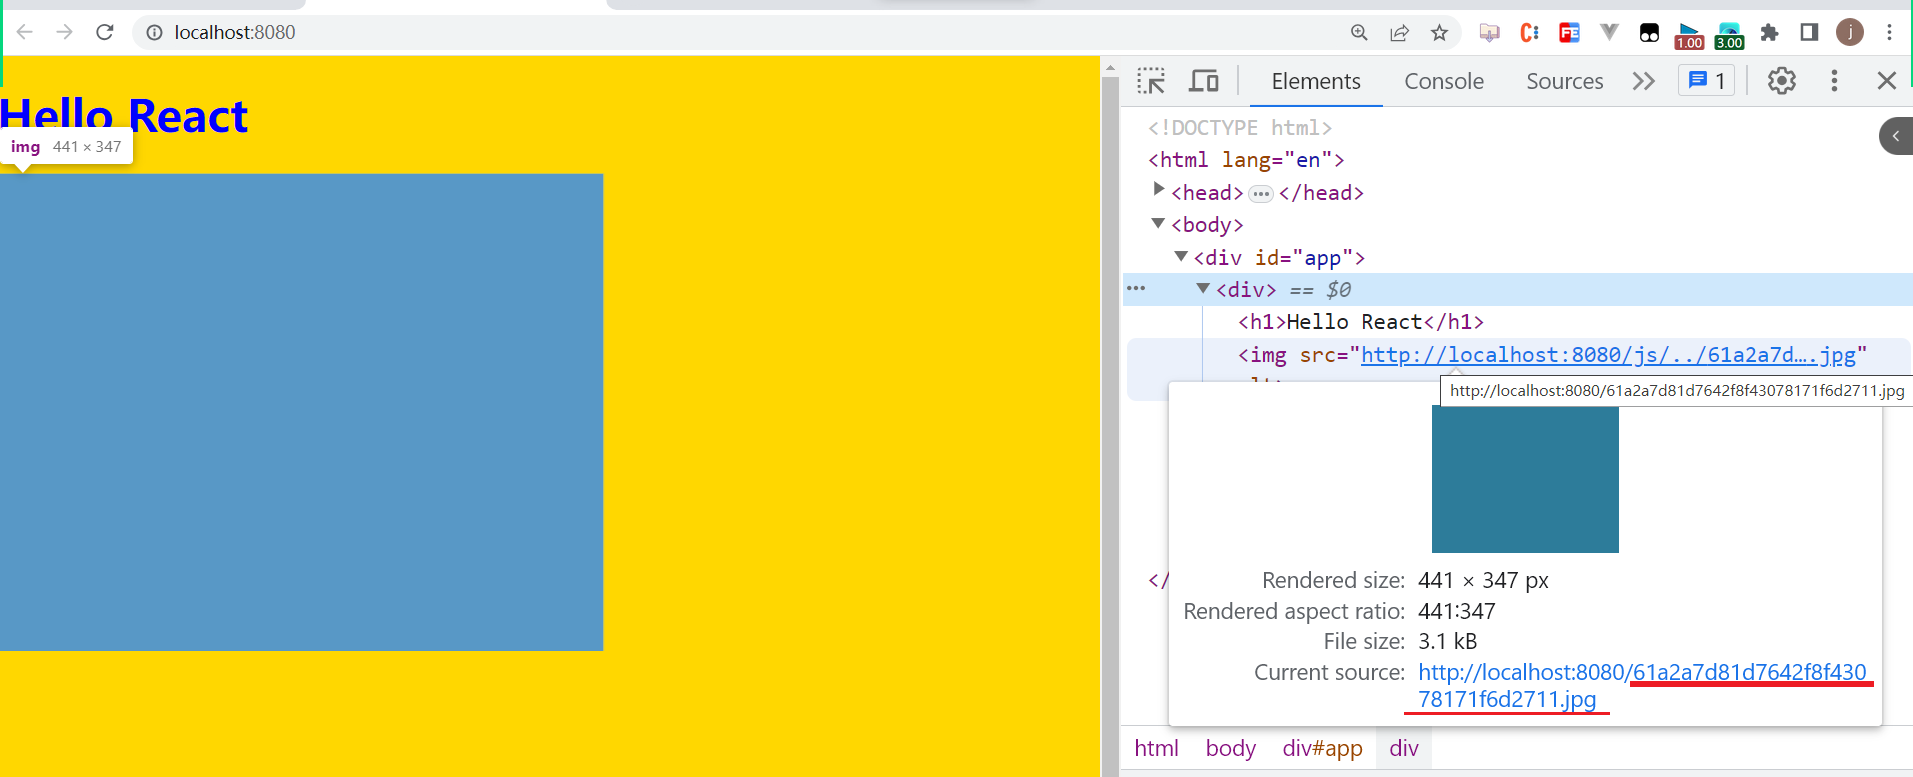 localhost:8080
1.00
3.00
j
Hello React
img 441 × 347
Elements Console Sources
1
<!DOCTYPE html>
<html lang="en">
<head> ••• </head>
<body>
<div id="app">
••• <div> == $0
<h1>Hello React</h1>
<img src="http://localhost:8080/js/../61a2a7d….jpg"
http://localhost:8080/61a2a7d81d7642f8f43078171f6d2711.jpg
</
Rendered size: 441 × 347 px
Rendered aspect ratio: 441:347
File size: 3.1 kB
Current source: http://localhost:8080/61a2a7d81d7642f8f430
78171f6d2711.jpg
html body div#app div